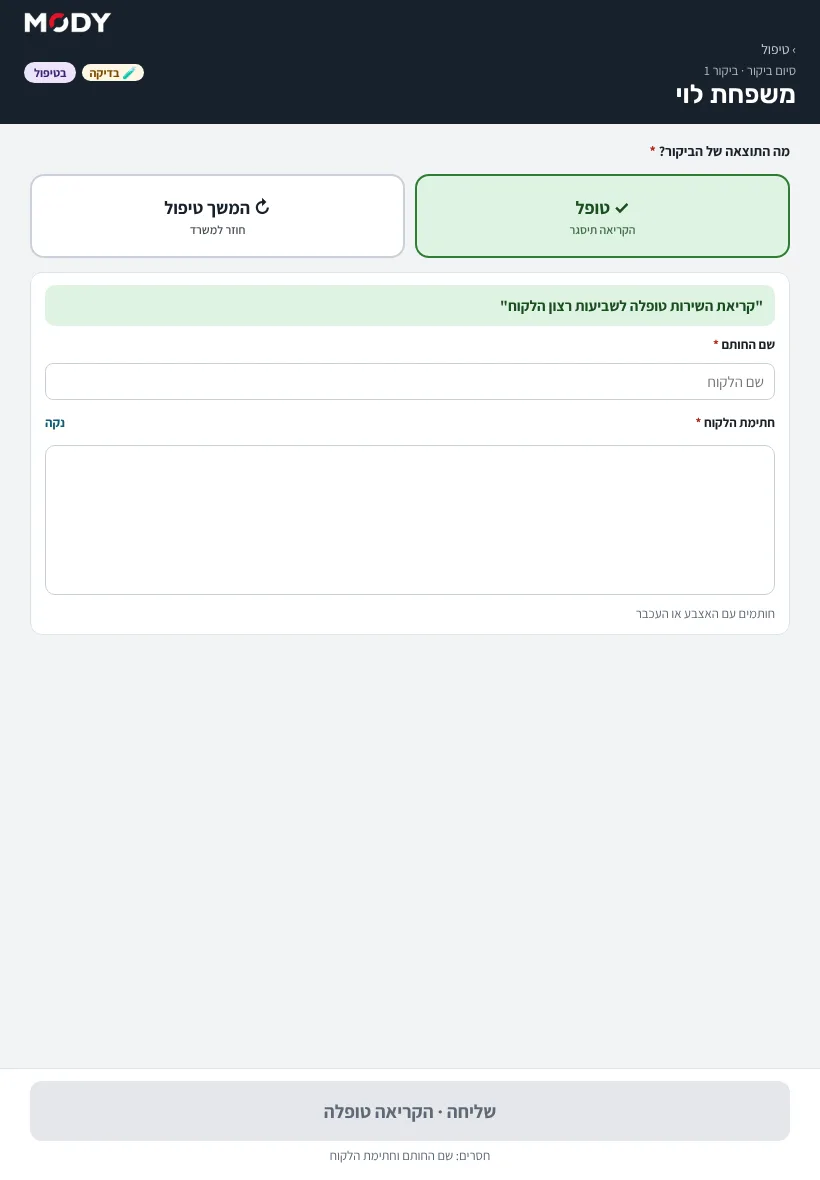 MODY
› טיפול
סיום ביקור · ביקור 1
משפחת לוי
🧪 בדיקה
בטיפול
מה התוצאה של הביקור? *
✓ טופל
הקריאה תיסגר
↻ המשך טיפול
חוזר למשרד
"קריאת השירות טופלה לשביעות רצון הלקוח"
שם החותם *
שם הלקוח
חתימת הלקוח *
נקה
חותמים עם האצבע או העכבר
שליחה · הקריאה טופלה
חסרים: שם החותם וחתימת הלקוח